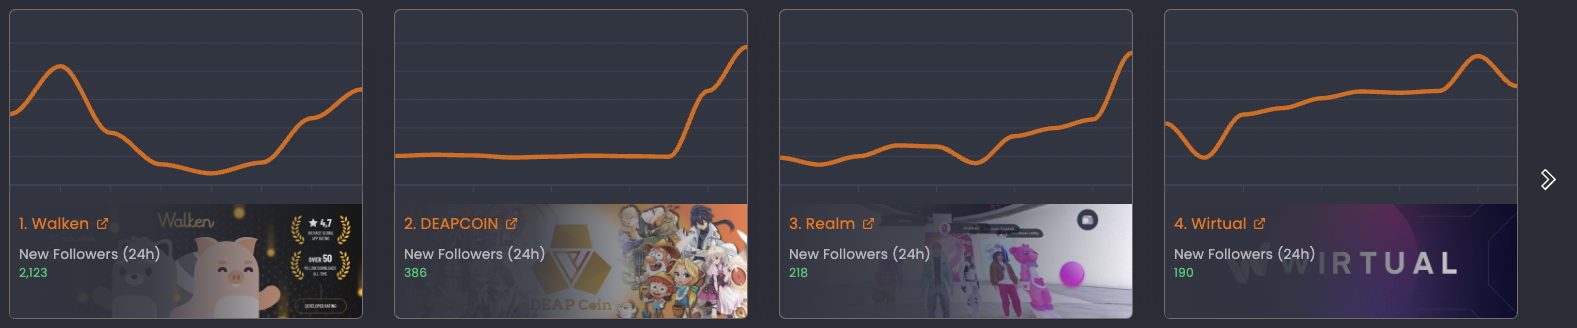 1. Walken
New Followers (24h)
2,123
Walken
★ 4,7
OVER 50
2. DEAPCOIN
New Followers (24h)
386
DEAP Coin
3. Realm
New Followers (24h)
218
4. Wirtual
New Followers (24h)
190
WIRTUAL